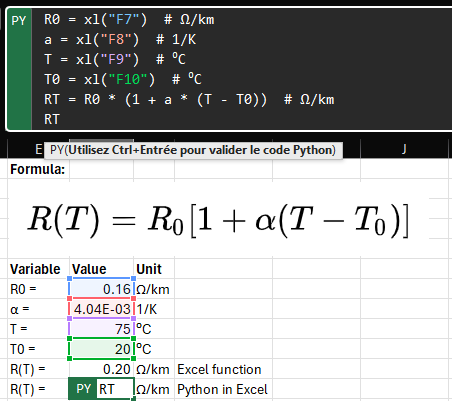 PY R0 = xl("F7")  # Ω/km
a = xl("F8")  # 1/K
T = xl("F9")  # ºC
T0 = xl("F10")  # ºC
RT = R0 * (1 + a * (T - T0))  # Ω/km
RT
E PY(Utilisez Ctrl+Entrée pour valider le code Python) J
Formula:
R(T) = R₀[1 + α(T − T₀)]
Variable Value Unit
R0 = 0.16 Ω/km
α = 4.04E-03 1/K
T = 75 ºC
T0 = 20 ºC
R(T) = 0.20 Ω/km Excel function
R(T) = PY RT Ω/km Python in Excel